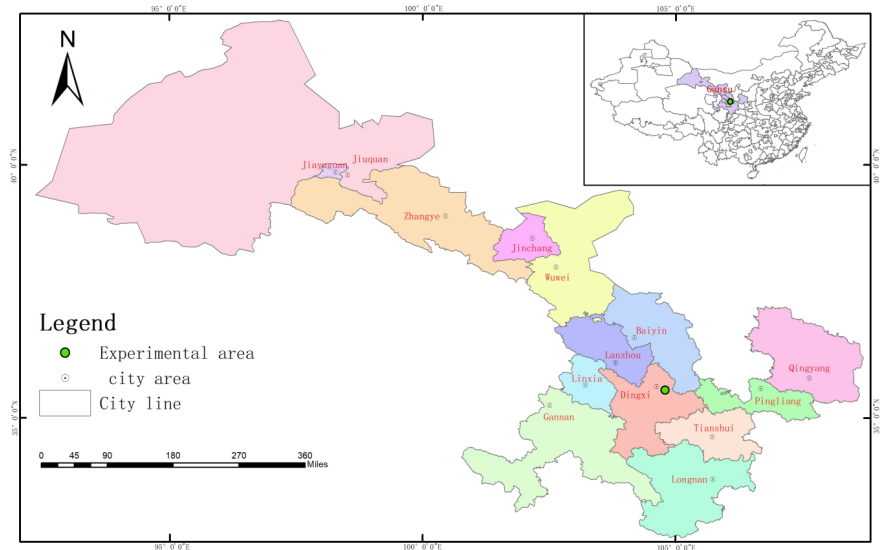 95° 0′0″E
100° 0′0″E
105° 0′0″E
N
Gansu
40° 0′0″N
40° 0′0″N
Jiayuguan
Jiuquan
Zhangye
Jinchang
Wuwei
Legend
Experimental area
city area
City line
Baiyin
Lanzhou
Linxia
Dingxi
Qingyang
Pingliang
Gannan
Tianshui
Longnan
35° 0′0″N
35° 0′0″N
0 45 90 180 270 360
Miles
95° 0′0″E
100° 0′0″E
105° 0′0″E